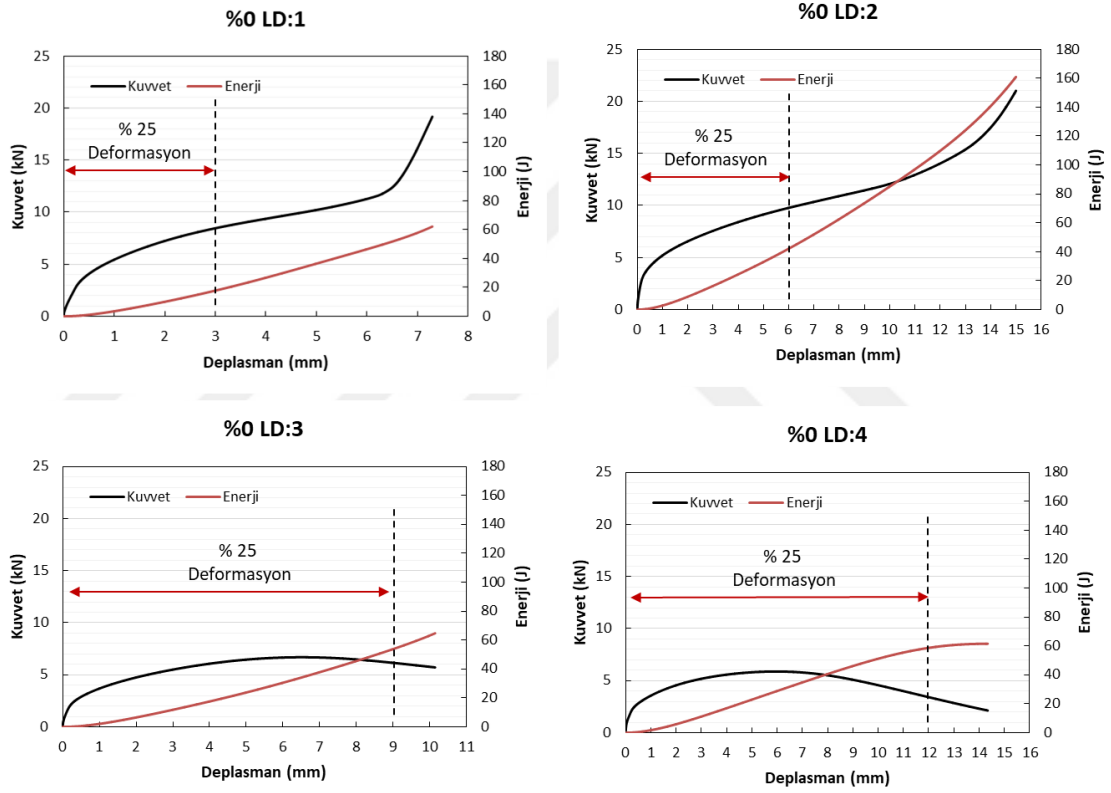 %0 LD:1
Kuvvet (kN)
25
20
15
10
5
0
Kuvvet
Enerji
% 25
Deformasyon
180
160
140
120
100
80
60
40
20
0
Enerji (J)
0 1 2 3 4 5 6 7 8
Deplasman (mm)
%0 LD:2
Kuvvet (kN)
25
20
15
10
5
0
Kuvvet
Enerji
% 25
Deformasyon
180
160
140
120
100
80
60
40
20
0
Enerji (J)
0 1 2 3 4 5 6 7 8 9 10 11 12 13 14 15 16
Deplasman (mm)
%0 LD:3
Kuvvet (kN)
25
20
15
10
5
0
Kuvvet
Enerji
% 25
Deformasyon
180
160
140
120
100
80
60
40
20
0
Enerji (J)
0 1 2 3 4 5 6 7 8 9 10 11
Deplasman (mm)
%0 LD:4
Kuvvet (kN)
25
20
15
10
5
0
Kuvvet
Enerji
% 25
Deformasyon
180
160
140
120
100
80
60
40
20
0
Enerji (J)
0 1 2 3 4 5 6 7 8 9 10 11 12 13 14 15 16
Deplasman (mm)